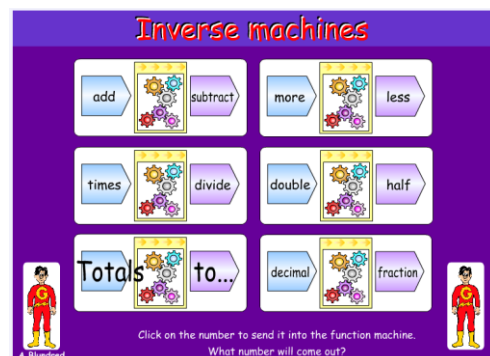 Inverse machines
add subtract more less
times divide double half
Totals to... decimal fraction
G G
Click on the number to send it into the function machine.
A.Blundred What number will come out?